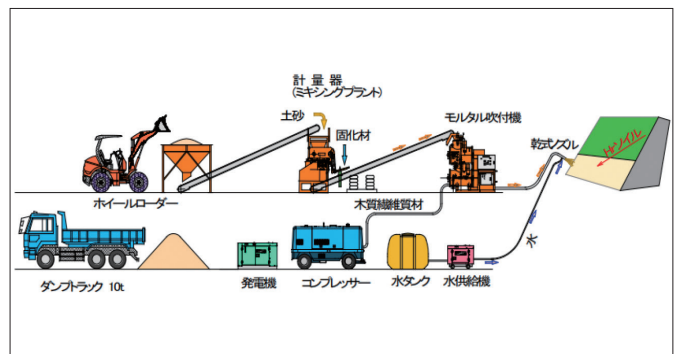 計量器
(ミキシングプラント)
土砂
固化材
モルタル吹付機
乾式ノズル
ホイールローダー
木質繊維質材
水
ダンプトラック 10t
発電機
コンプレッサー
水タンク
水供給機